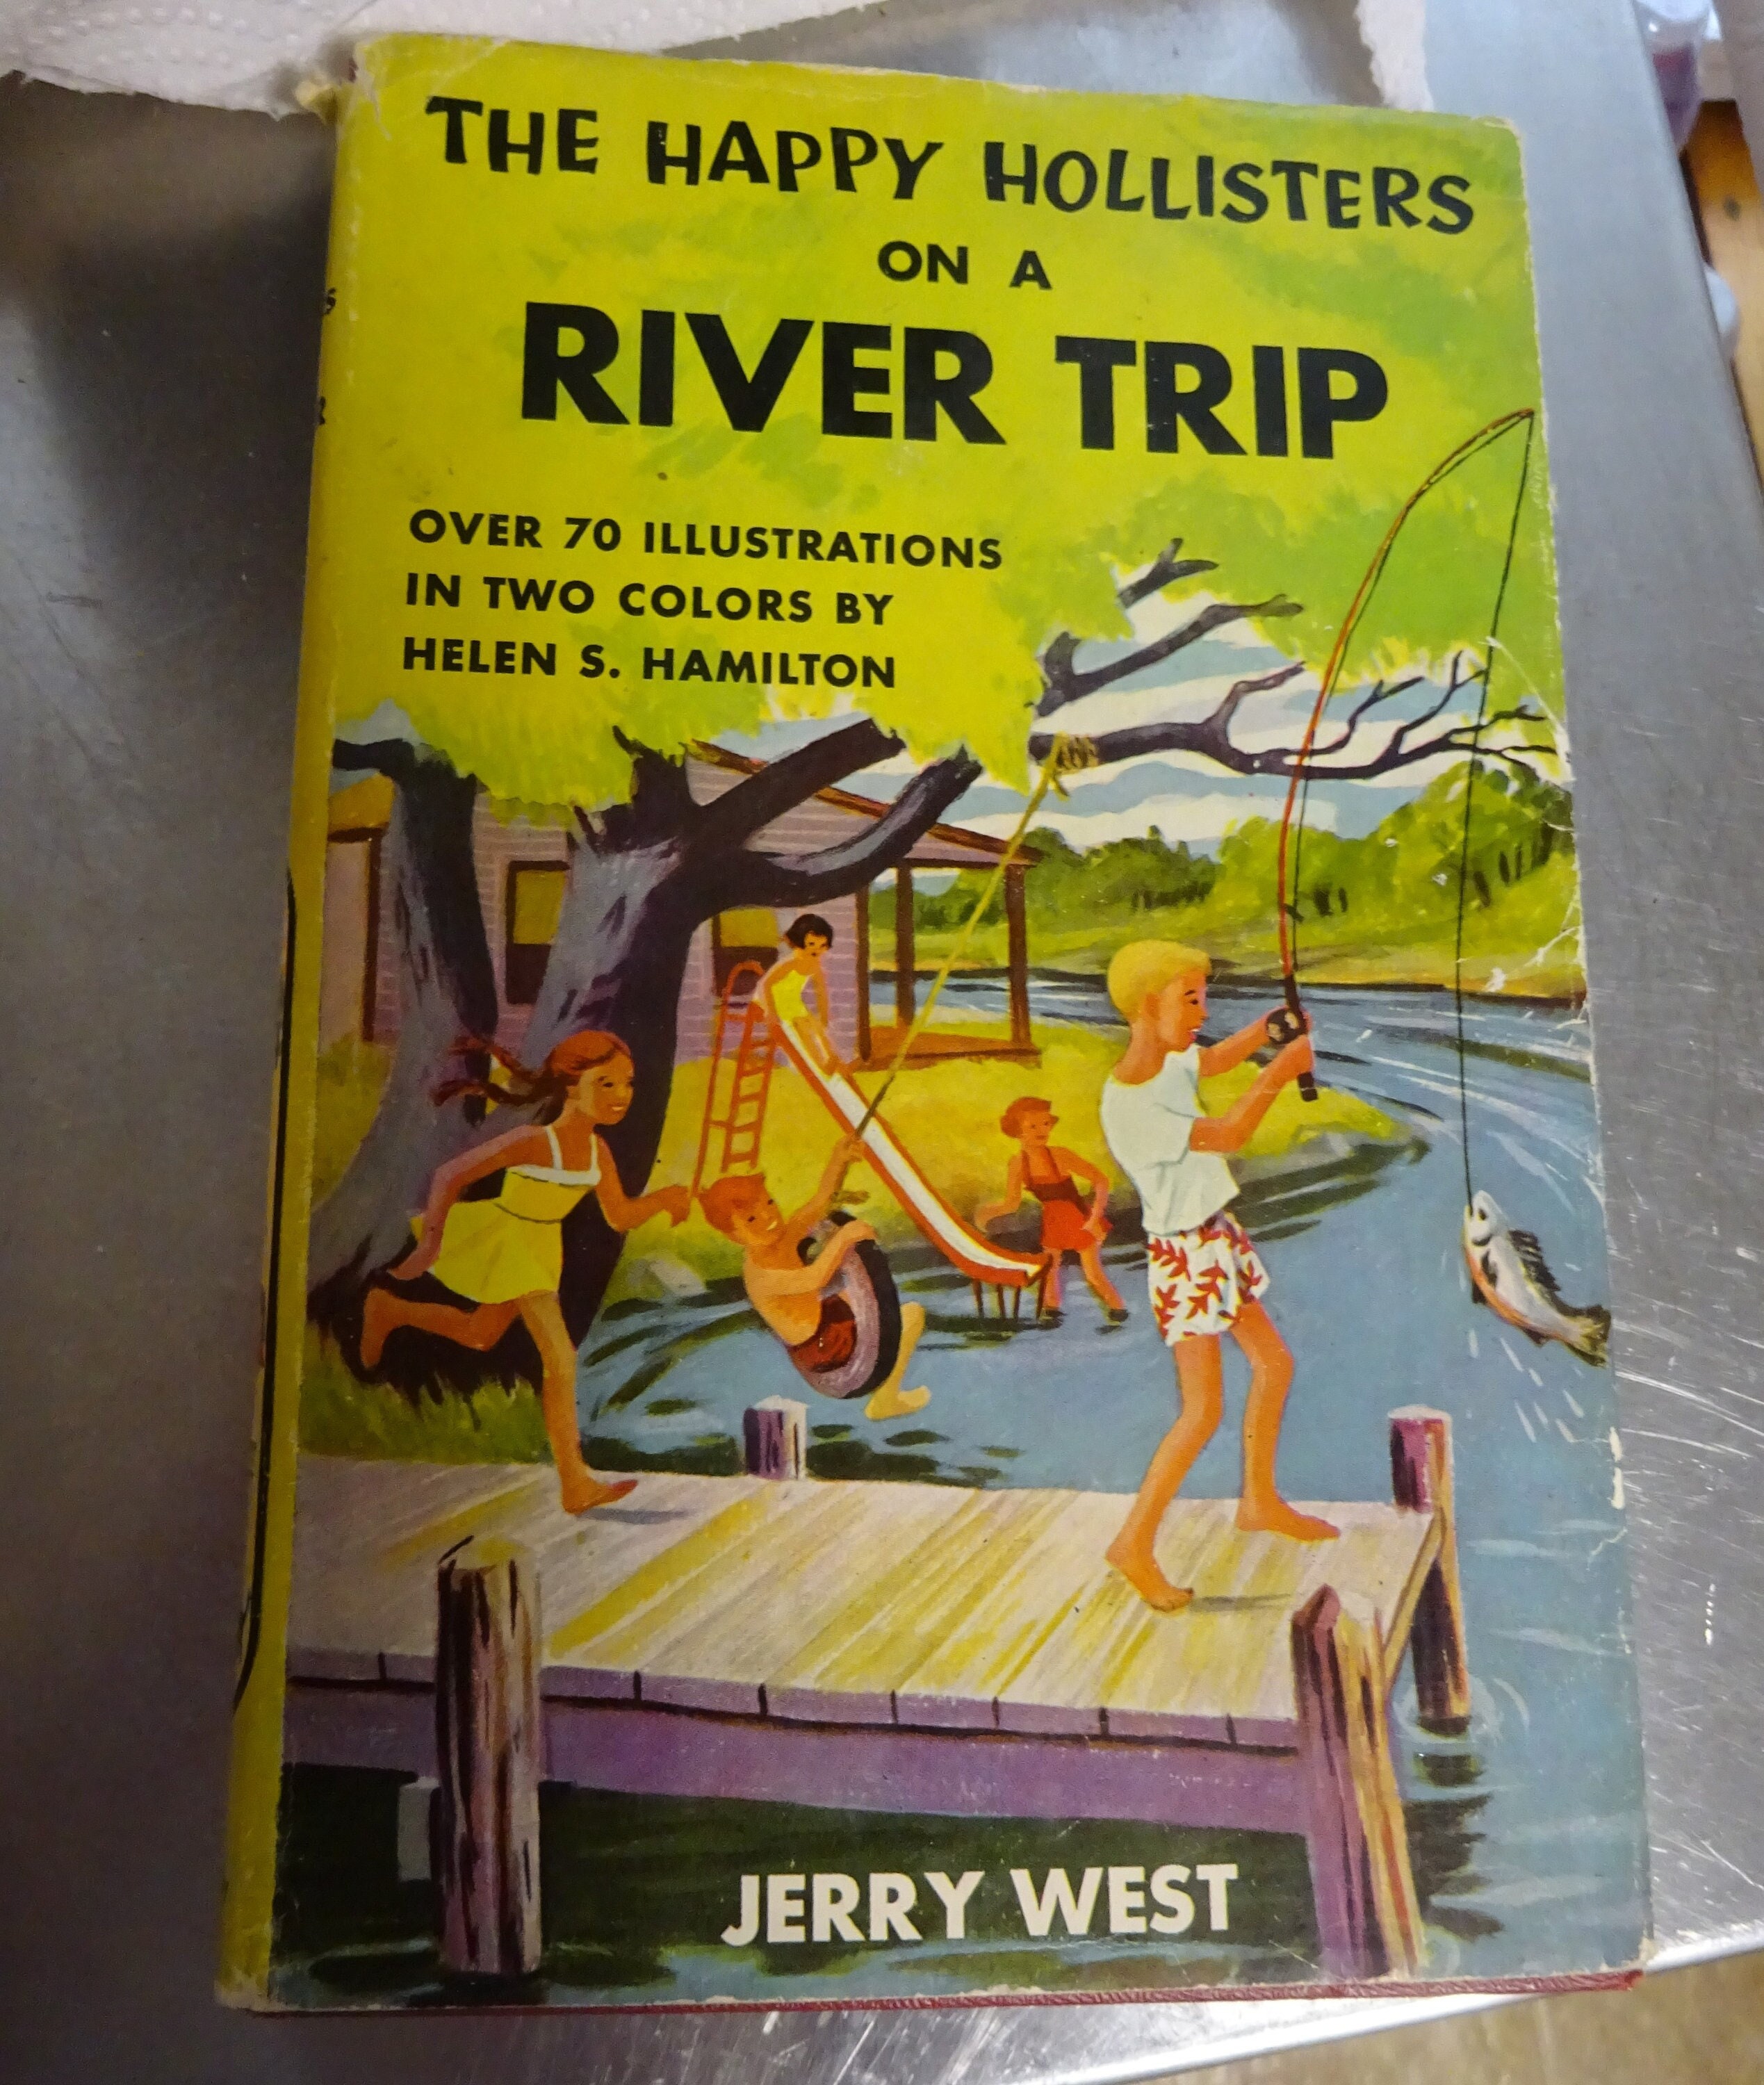 THE HAPPY HOLLISTERS
ON A
RIVER TRIP
OVER 70 ILLUSTRATIONS
IN TWO COLORS BY
HELEN S. HAMILTON
JERRY WEST